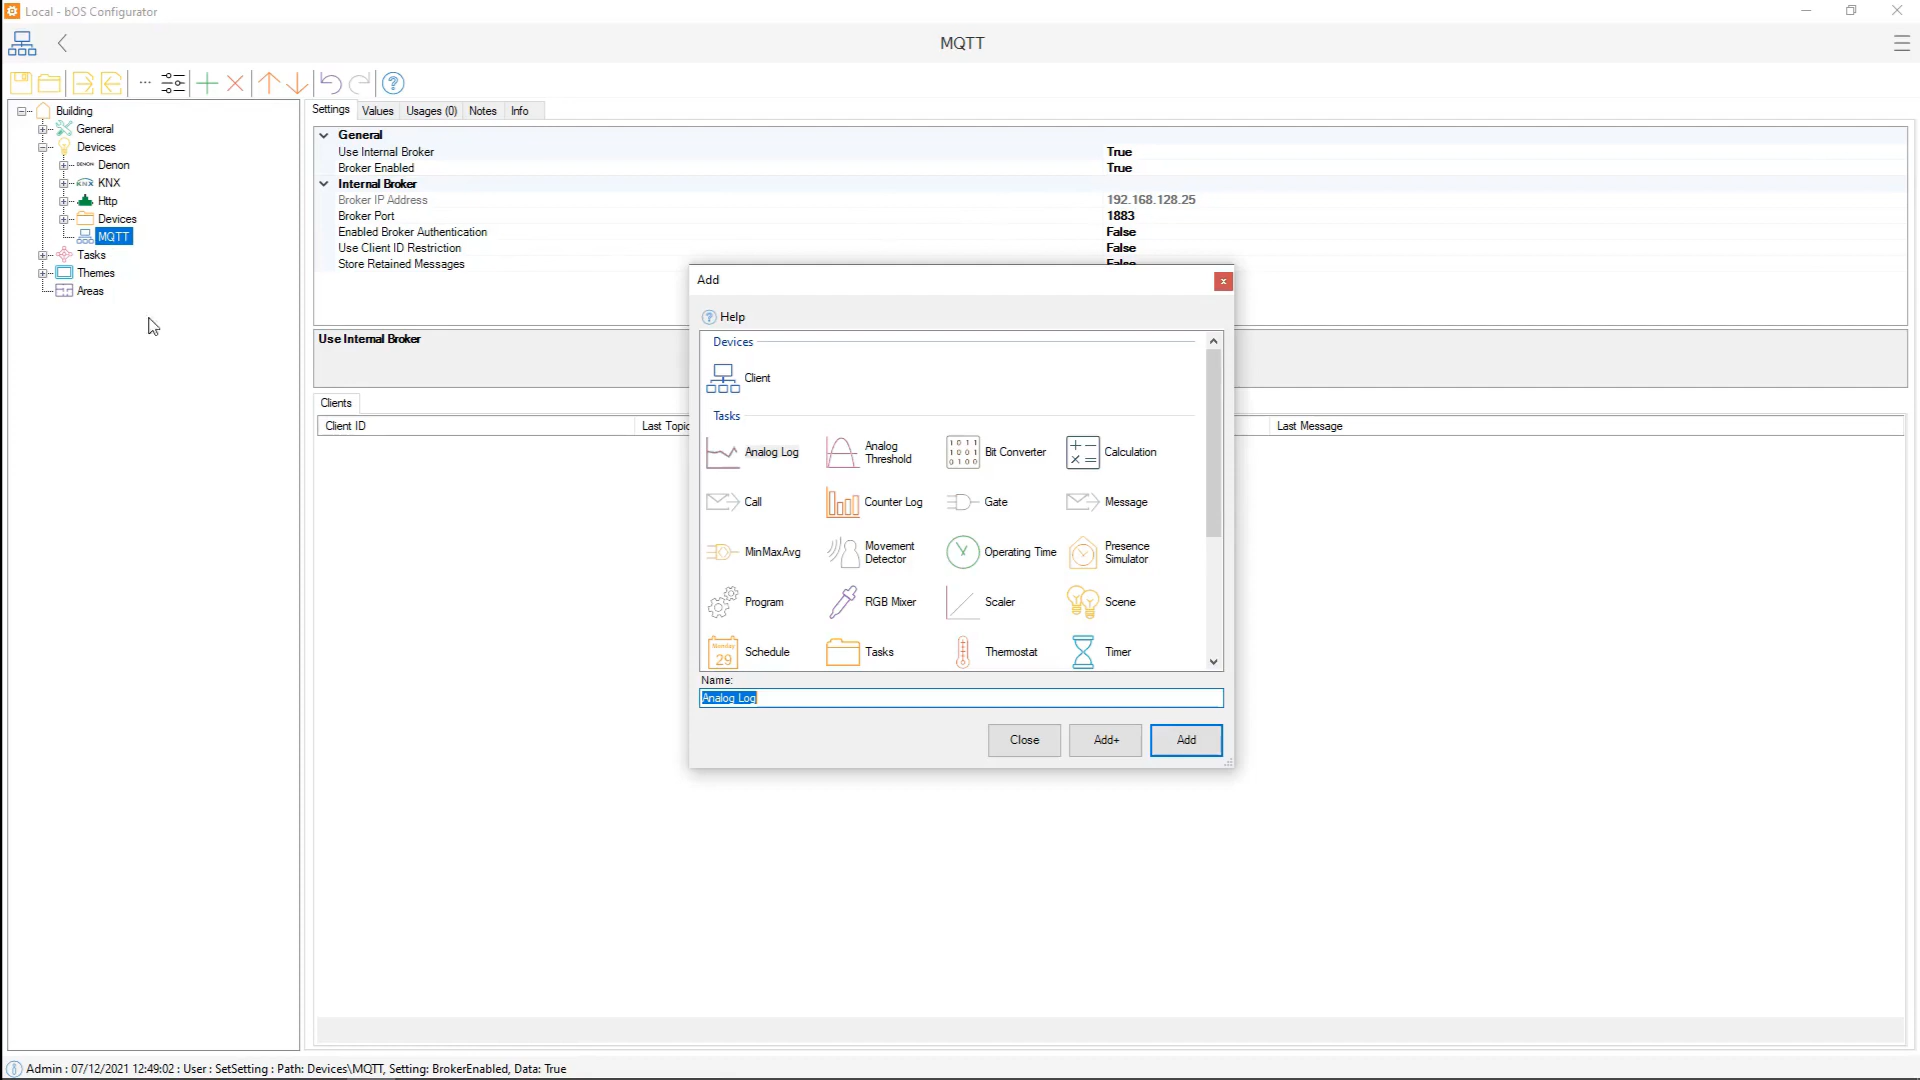 Local - bOS Configurator
MQTT
Building
General
Devices
DENON Denon
KNX KNX
Http
Devices
MQTT
Tasks
Themes
Areas
Settings Values Usages (0) Notes Info
General
Use Internal Broker True
Broker Enabled True
Internal Broker
Broker IP Address 192.168.128.25
Broker Port 1883
Enabled Broker Authentication False
Use Client ID Restriction False
Store Retained Messages False
Use Internal Broker
Clients
Client ID Last Topic Last Message
Add
Help
Devices
Client
Tasks
Analog Log
Analog
Threshold
Bit Converter
Calculation
Call
Counter Log
Gate
Message
MinMaxAvg
Movement
Detector
Operating Time
Presence
Simulator
Program
RGB Mixer
Scaler
Scene
Monday
29
Schedule
Tasks
Thermostat
Timer
Name:
Analog Log
Close Add+ Add
Admin : 07/12/2021 12:49:02 : User : SetSetting : Path: Devices\MQTT, Setting: BrokerEnabled, Data: True